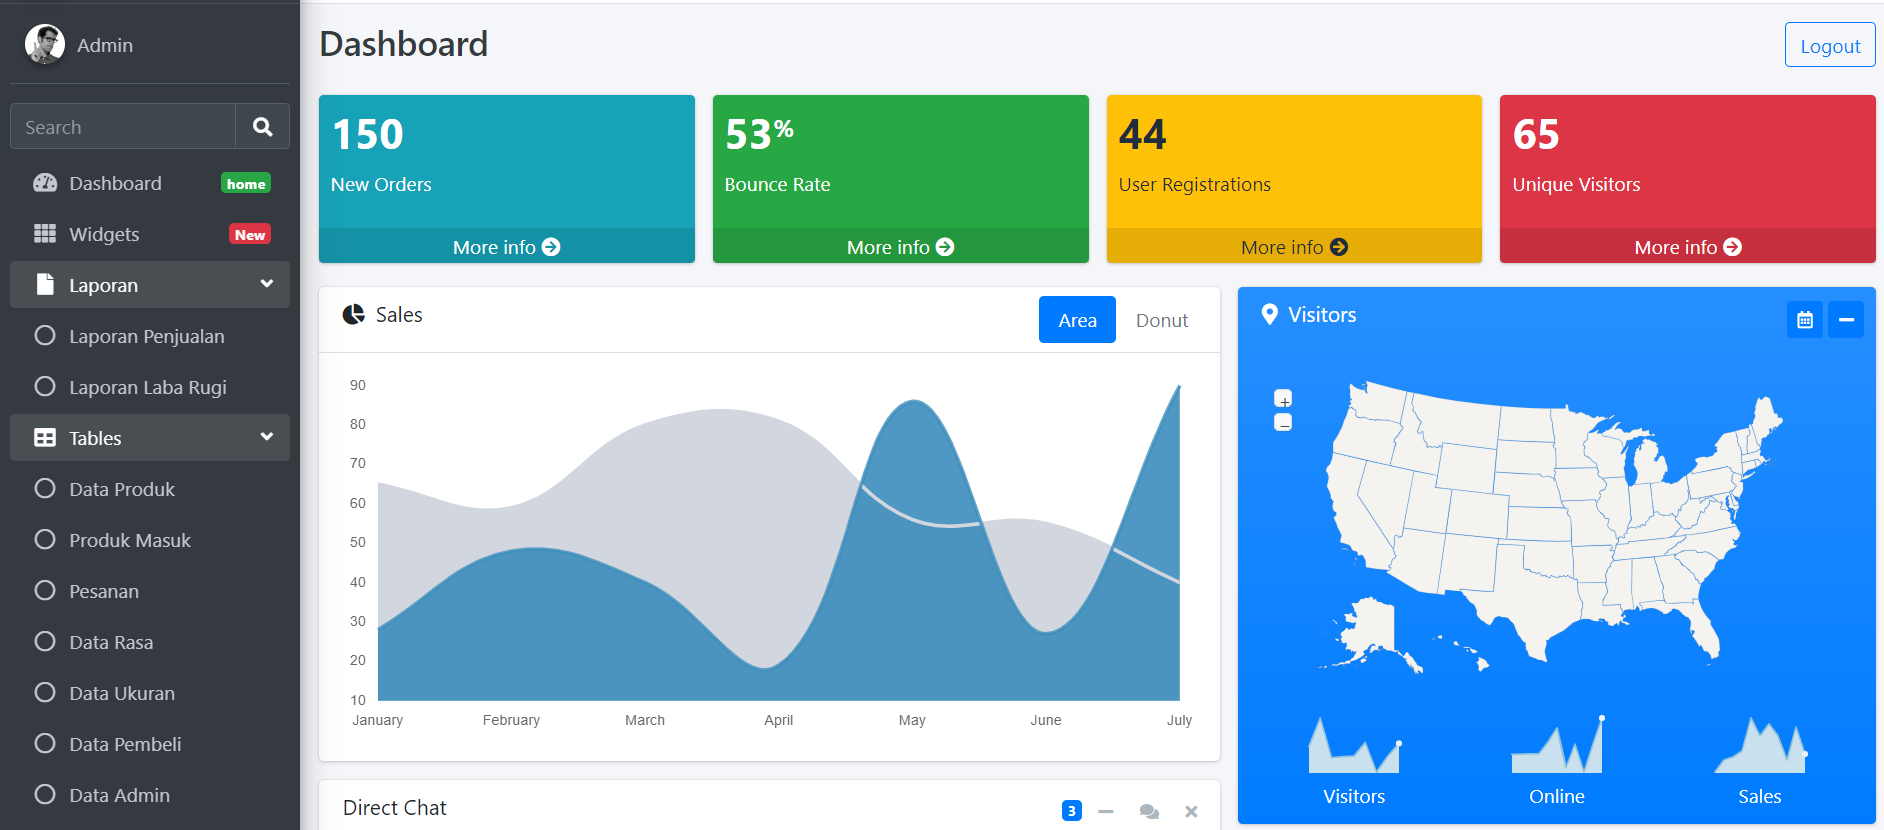 Admin
Search
Dashboard home
Widgets New
Laporan
Laporan Penjualan
Laporan Laba Rugi
Tables
Data Produk
Produk Masuk
Pesanan
Data Rasa
Data Ukuran
Data Pembeli
Data Admin
Dashboard
Logout
150
New Orders
More info
53%
Bounce Rate
More info
44
User Registrations
More info
65
Unique Visitors
More info
Sales
Area Donut
90
80
70
60
50
40
30
20
10
January February March April May June July
Visitors
+
−
Visitors Online Sales
Direct Chat 3